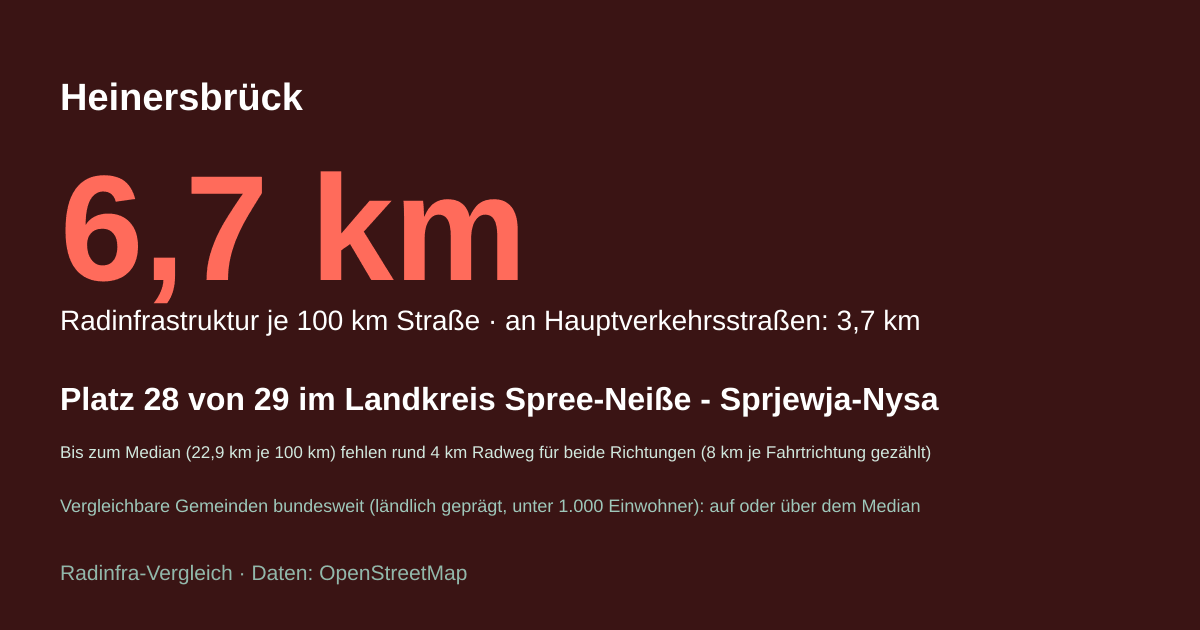 Heinersbrück
6,7 km
Radinfrastruktur je 100 km Straße · an Hauptverkehrsstraßen: 3,7 km
Platz 28 von 29 im Landkreis Spree-Neiße - Sprjewja-Nysa
Bis zum Median (22,9 km je 100 km) fehlen rund 4 km Radweg für beide Richtungen (8 km je Fahrtrichtung gezählt)
Vergleichbare Gemeinden bundesweit (ländlich geprägt, unter 1.000 Einwohner): auf oder über dem Median
Radinfra-Vergleich · Daten: OpenStreetMap